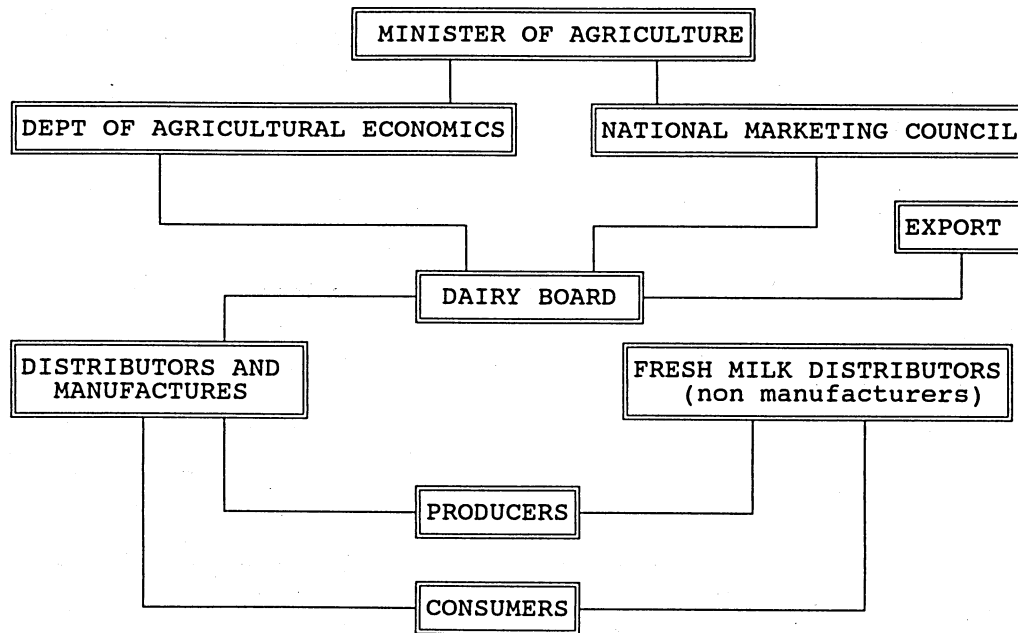 MINISTER OF AGRICULTURE
DEPT OF AGRICULTURAL ECONOMICS
NATIONAL MARKETING COUNCIL
EXPORT
DAIRY BOARD
DISTRIBUTORS AND
MANUFACTURES
FRESH MILK DISTRIBUTORS
(non manufacturers)
PRODUCERS
CONSUMERS